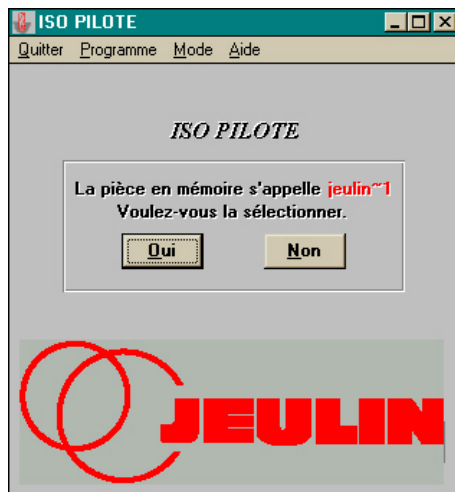 ISO PILOTE
Quitter Programme Mode Aide
ISO PILOTE
La pièce en mémoire s'appelle jeulin~1
Voulez-vous la sélectionner.
Oui Non
JEULIN